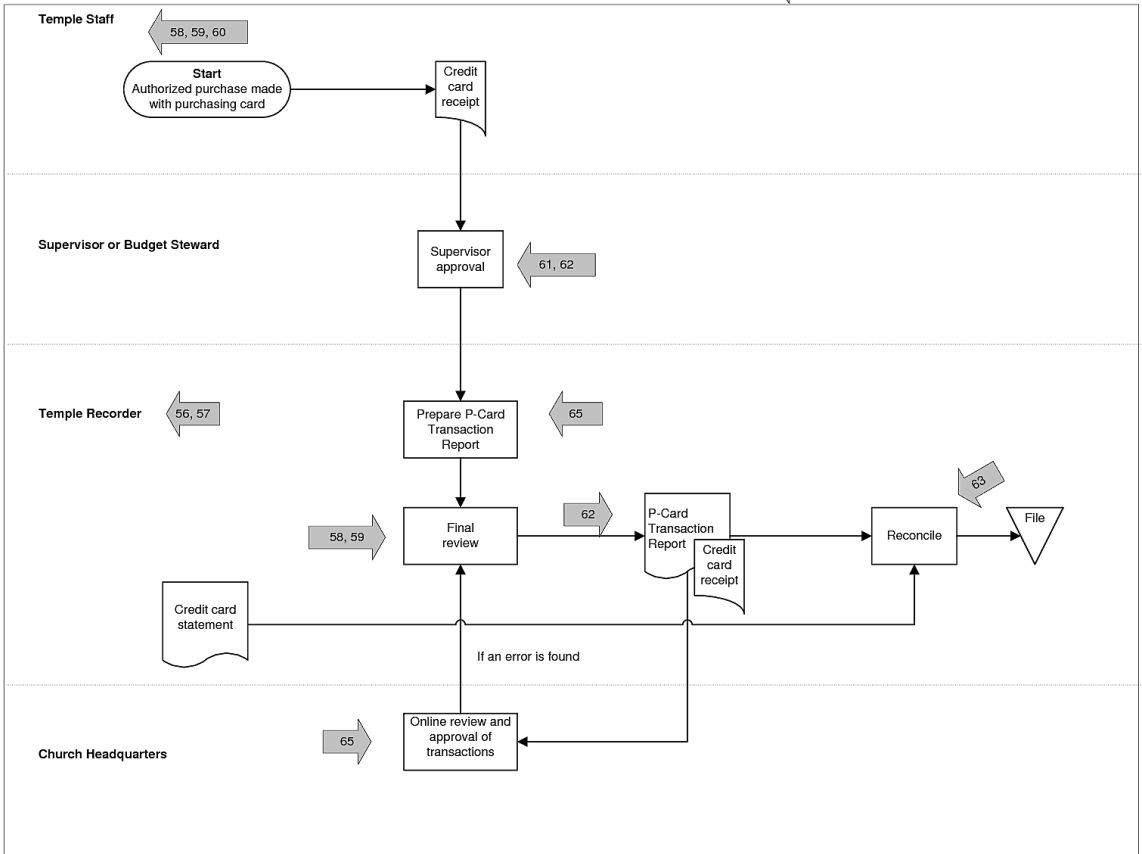 Temple Staff
58, 59, 60
Start
Authorized purchase made
with purchasing card
Credit
card
receipt
Supervisor or Budget Steward
Supervisor
approval
61, 62
Temple Recorder
56, 57
Prepare P-Card
Transaction
Report
65
63
58, 59
Final
review
62
P-Card
Transaction
Report
Credit
card
receipt
Reconcile
File
Credit card
statement
If an error is found
Church Headquarters
65
Online review and
approval of
transactions